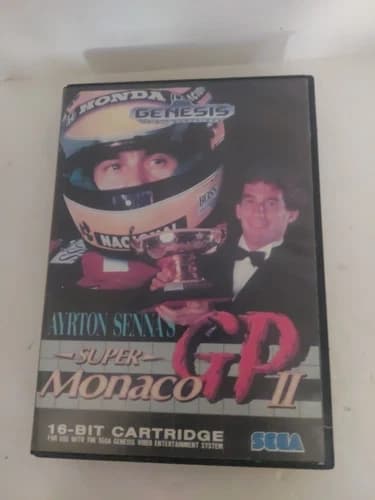 HONDA
GENESIS
BOSS
NACIONAL
AYRTON SENNA'S
SUPER
Monaco GP II
16-BIT CARTRIDGE
FOR USE WITH THE SEGA GENESIS VIDEO ENTERTAINMENT SYSTEM
SEGA